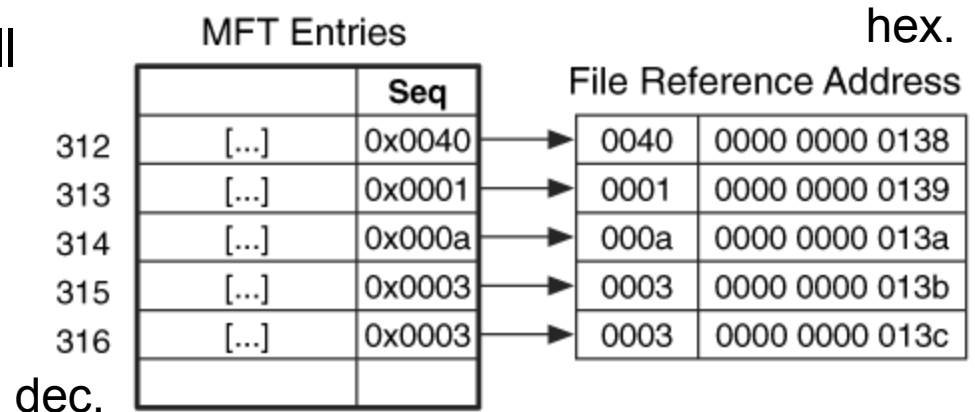 ll
MFT Entries
hex.
File Reference Address
Seq
312 [...] 0x0040 0040 0000 0000 0138
313 [...] 0x0001 0001 0000 0000 0139
314 [...] 0x000a 000a 0000 0000 013a
315 [...] 0x0003 0003 0000 0000 013b
316 [...] 0x0003 0003 0000 0000 013c
dec.